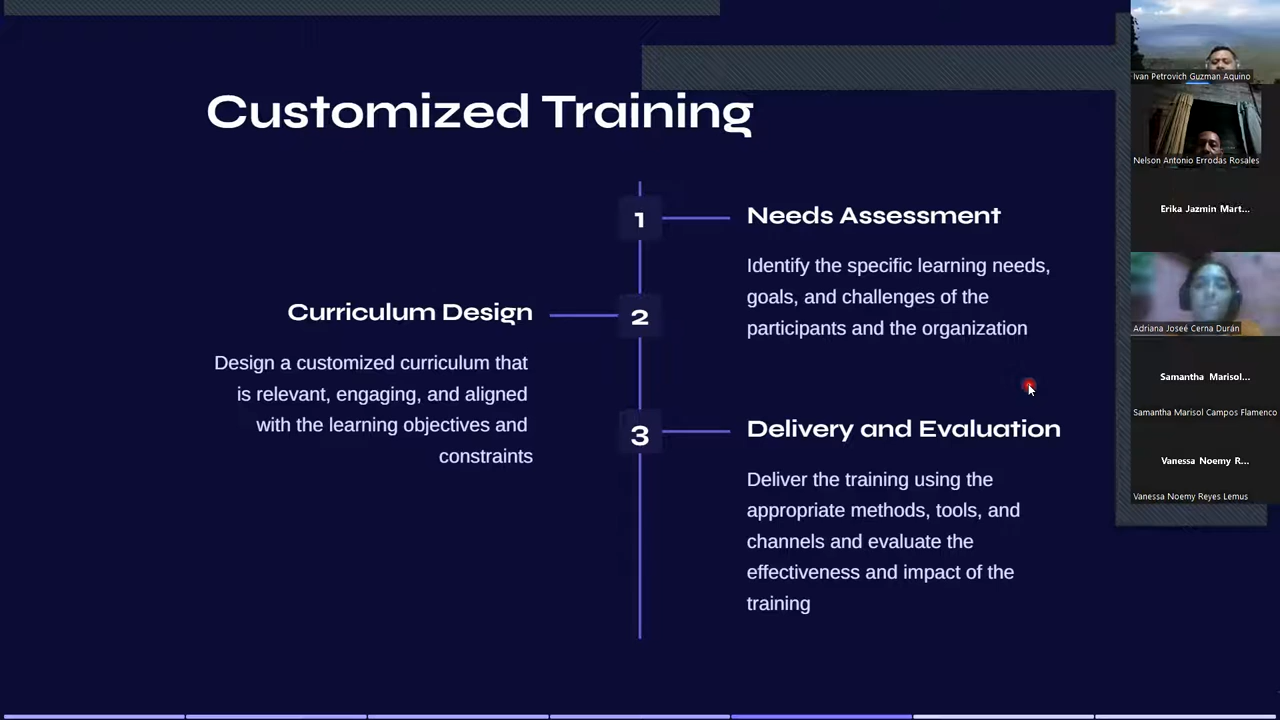 Customized Training
1
Needs Assessment
Identify the specific learning needs,
goals, and challenges of the
participants and the organization
2
Curriculum Design
Design a customized curriculum that
is relevant, engaging, and aligned
with the learning objectives and
constraints
3
Delivery and Evaluation
Deliver the training using the
appropriate methods, tools, and
channels and evaluate the
effectiveness and impact of the
training
Ivan Petrovich Guzman Aquino
Nelson Antonio Errodas Rosales
Erika Jazmin Mart...
Adriana Joseé Cerna Durán
Samantha Marisol...
Samantha Marisol Campos Flamenco
Vanessa Noemy R...
Vanessa Noemy Reyes Lemus